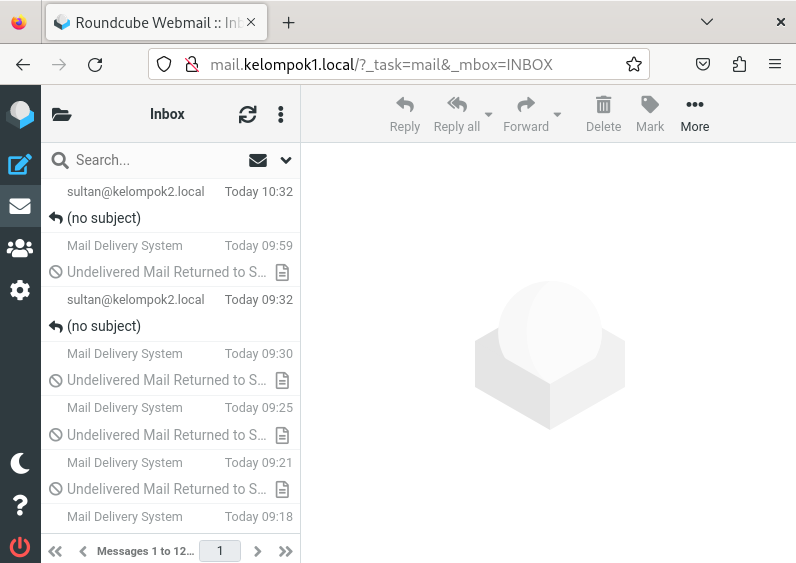 Roundcube Webmail :: Inb
mail.kelompok1.local/?_task=mail&_mbox=INBOX
Inbox
Reply
Reply all
Forward
Delete
Mark
More
Search...
sultan@kelompok2.local Today 10:32
(no subject)
Mail Delivery System Today 09:59
Undelivered Mail Returned to S...
sultan@kelompok2.local Today 09:32
(no subject)
Mail Delivery System Today 09:30
Undelivered Mail Returned to S...
Mail Delivery System Today 09:25
Undelivered Mail Returned to S...
Mail Delivery System Today 09:21
Undelivered Mail Returned to S...
Mail Delivery System Today 09:18
Messages 1 to 12... 1